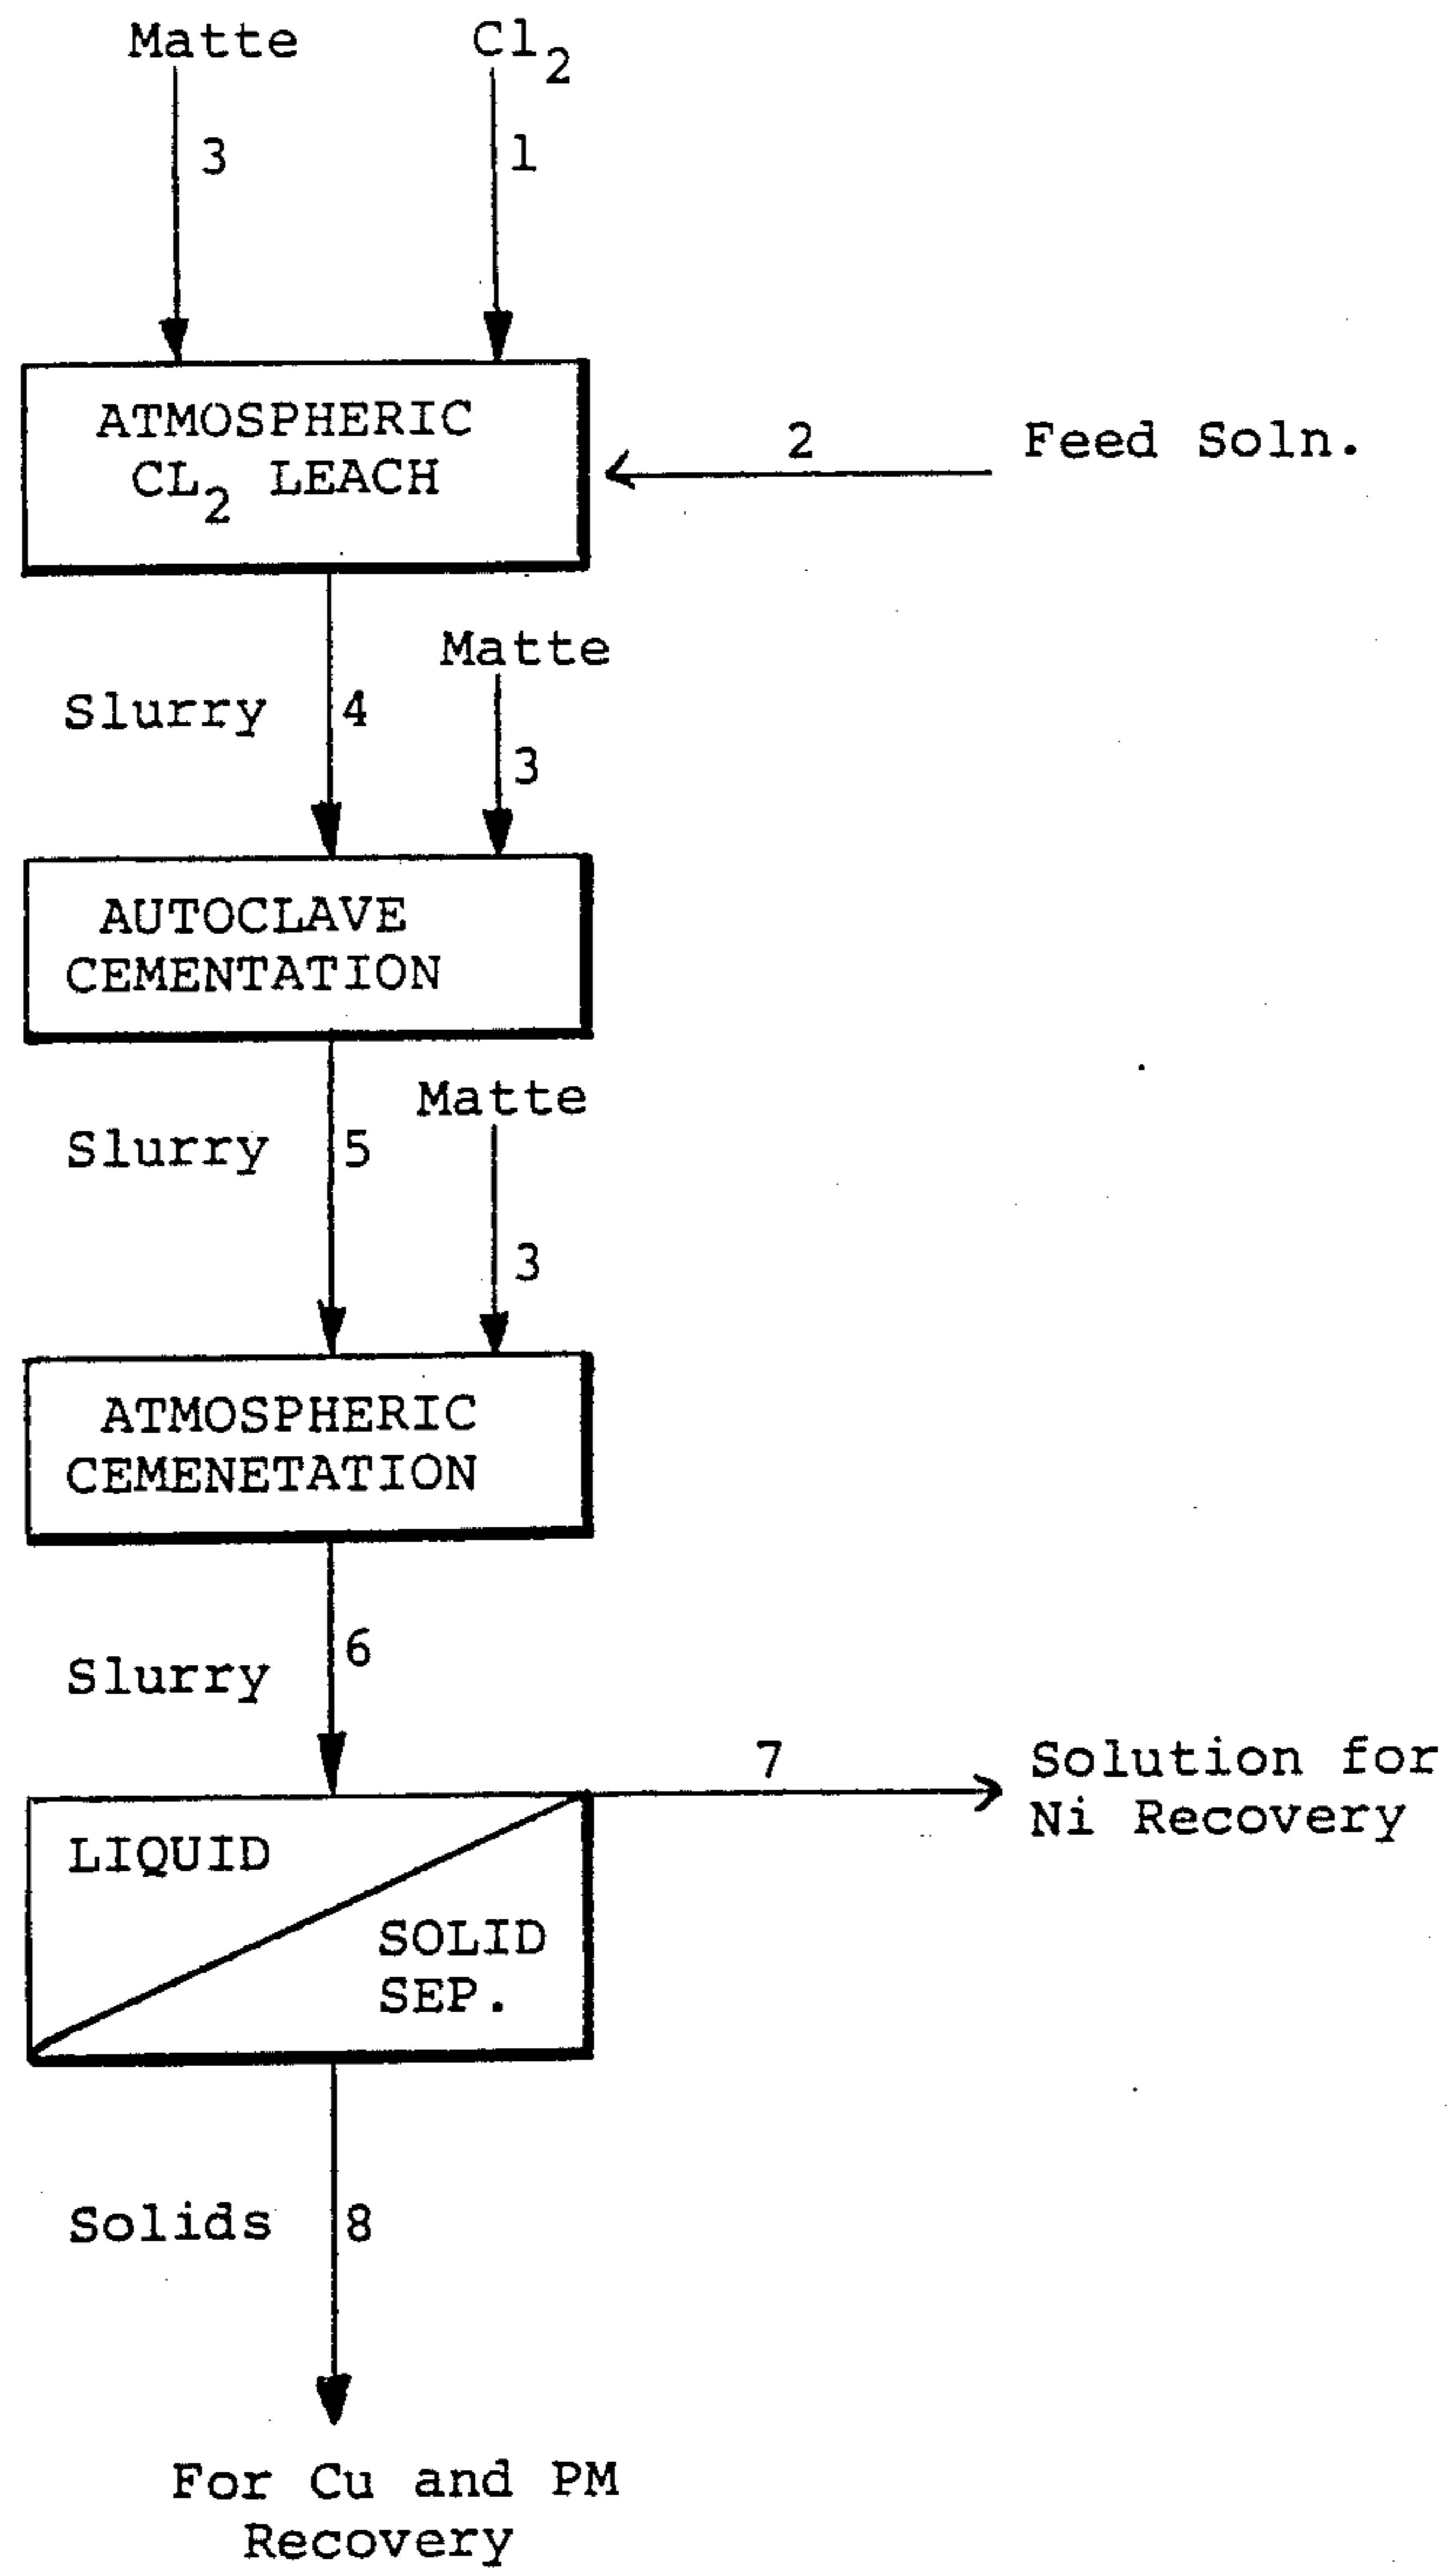 Matte
Cl2
3
1
ATMOSPHERIC
CL2 LEACH
2
Feed Soln.
Matte
Slurry
4
3
AUTOCLAVE
CEMENTATION
Matte
Slurry
5
3
ATMOSPHERIC
CEMENETATION
Slurry
6
7
Solution for
Ni Recovery
LIQUID
SOLID
SEP.
Solids
8
For Cu and PM
Recovery